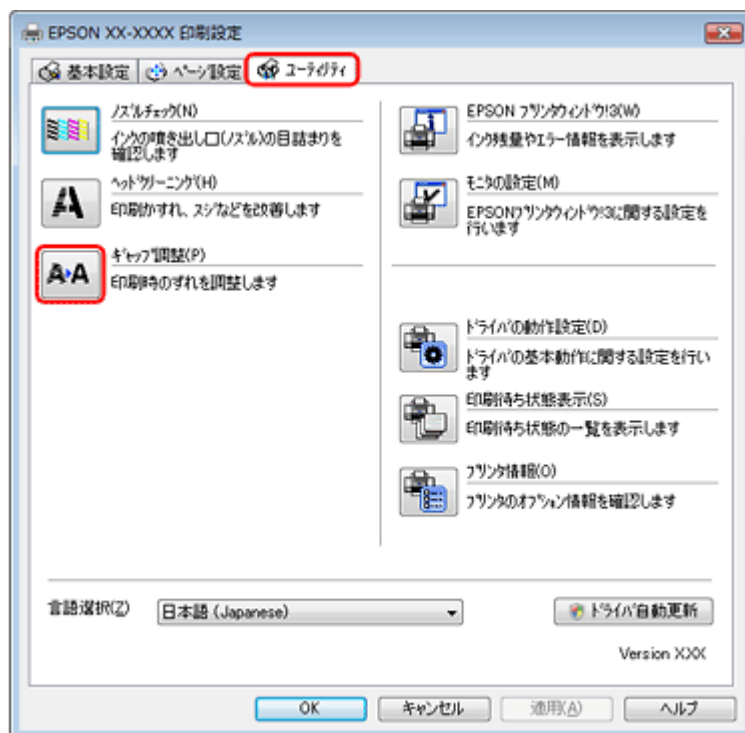 EPSON XX-XXXX 印刷設定
基本設定
ページ設定
ユーティリティ
ノズルチェック(N)
インクの噴き出し口(ノズル)の目詰まりを
確認します
ヘッドクリーニング(H)
印刷かすれ、スジなどを改善します
ギャップ調整(P)
印刷時のずれを調整します
EPSON プリンタウィンドウ!3(W)
インク残量やエラー情報を表示します
モニタの設定(M)
EPSONプリンタウィンドウ!3に関する設定を
行います
ドライバの動作設定(D)
ドライバの基本動作に関する設定を行い
ます
印刷待ち状態表示(S)
印刷待ち状態の一覧を表示します
プリンタ情報(O)
プリンタのオプション情報を確認します
言語選択(Z)
日本語 (Japanese)
ドライバ自動更新
Version XXX
OK
キャンセル
適用(A)
ヘルプ